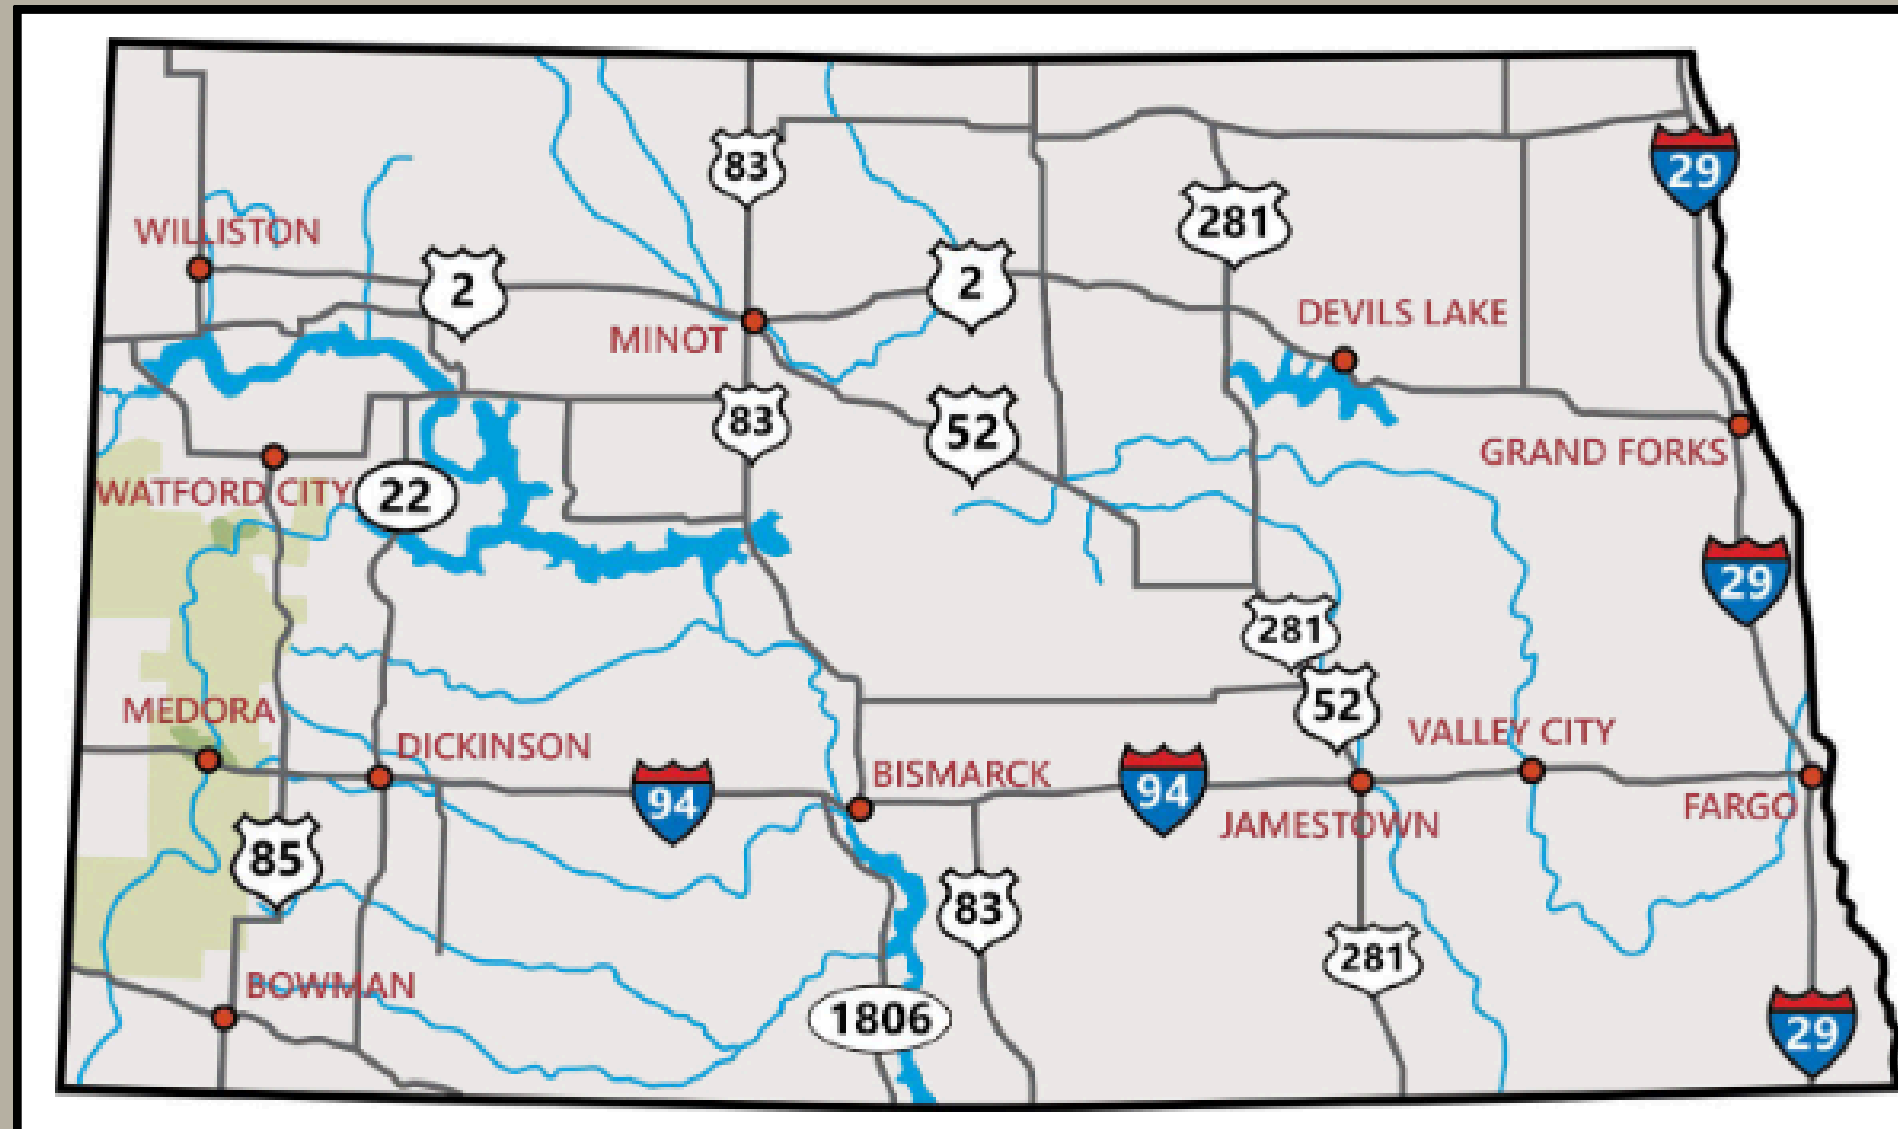 83
29
281
WILLISTON
2
2
DEVILS LAKE
MINOT
83
52
GRAND FORKS
WATFORD CITY
22
29
281
MEDORA
52
DICKINSON
VALLEY CITY
BISMARCK
94
94
JAMESTOWN
FARGO
85
83
281
BOWMAN
1806
29